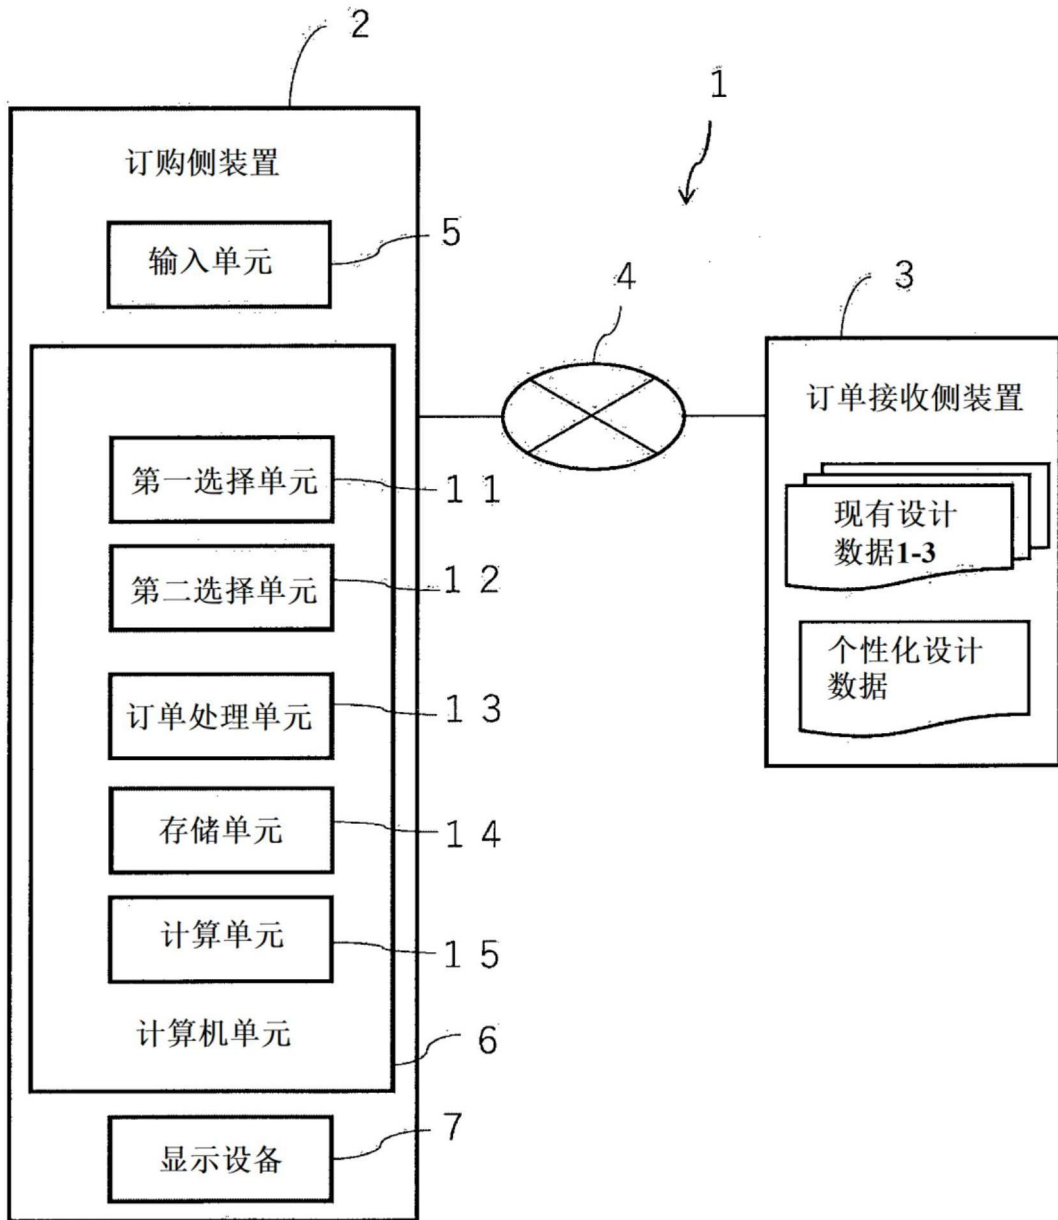 2
1
订购侧装置
输入单元
5
4
3
订单接收侧装置
第一选择单元
11
现有设计
数据1-3
第二选择单元
12
个性化设计
数据
订单处理单元
13
存储单元
14
计算单元
15
计算机单元
6
显示设备
7